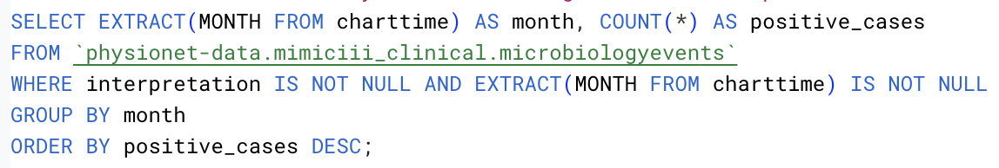 SELECT EXTRACT(MONTH FROM charttime) AS month, COUNT(*) AS positive_cases
FROM `physionet-data.mimiciii_clinical.microbiologyevents`
WHERE interpretation IS NOT NULL AND EXTRACT(MONTH FROM charttime) IS NOT NULL
GROUP BY month
ORDER BY positive_cases DESC;